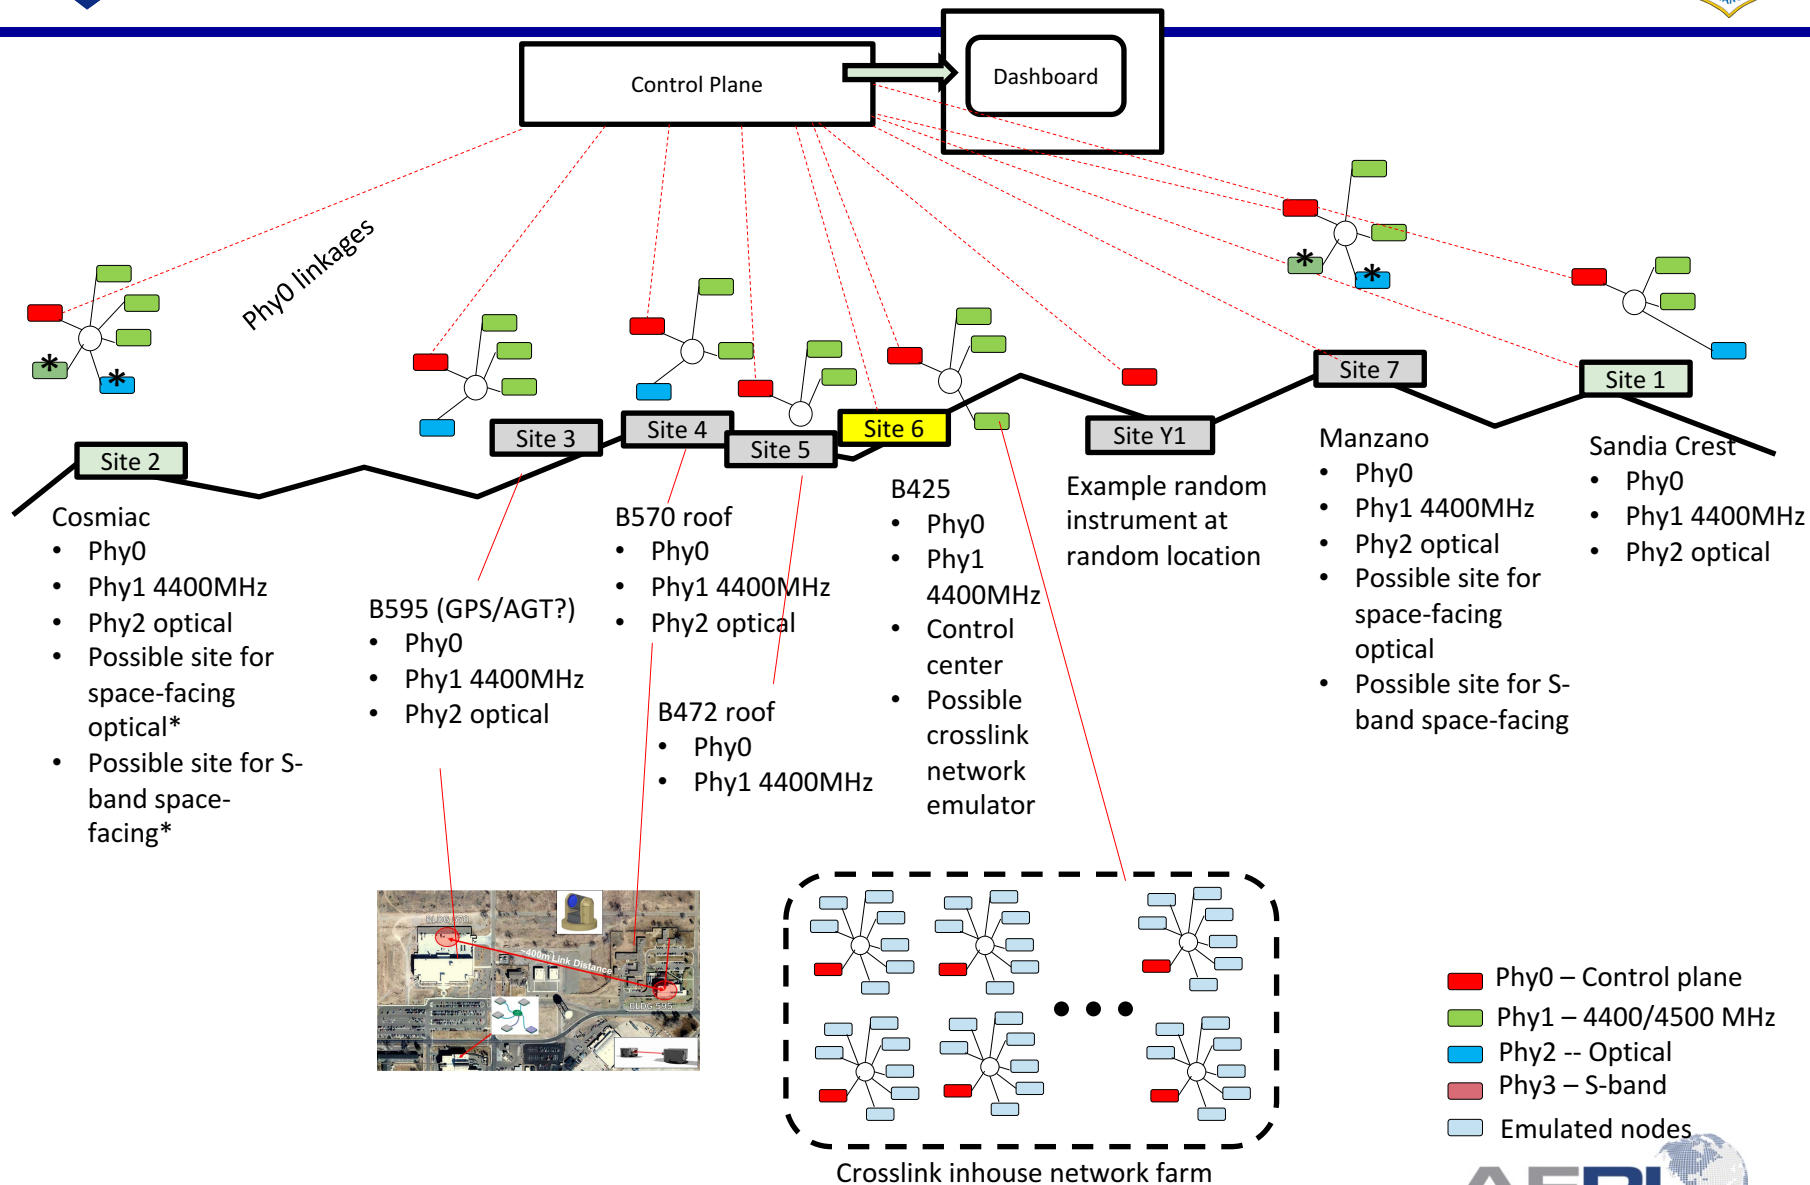 Control Plane
Dashboard
Phy0 linkages
*
*
*
*
Site 2
Site 3
Site 4
Site 5
Site 6
Site Y1
Site 7
Site 1
Cosmiac
• Phy0
• Phy1 4400MHz
• Phy2 optical
• Possible site for
space-facing
optical*
• Possible site for S-
band space-
facing*
B595 (GPS/AGT?)
• Phy0
• Phy1 4400MHz
• Phy2 optical
B570 roof
• Phy0
• Phy1 4400MHz
• Phy2 optical
B472 roof
• Phy0
• Phy1 4400MHz
B425
• Phy0
• Phy1
4400MHz
• Control
center
• Possible
crosslink
network
emulator
Example random
instrument at
random location
Manzano
• Phy0
• Phy1 4400MHz
• Phy2 optical
• Possible site for
space-facing
optical
• Possible site for S-
band space-facing
Sandia Crest
• Phy0
• Phy1 4400MHz
• Phy2 optical
~400m Link Distance
BLDG 595
Crosslink inhouse network farm
Phy0 – Control plane
Phy1 – 4400/4500 MHz
Phy2 -- Optical
Phy3 – S-band
Emulated nodes